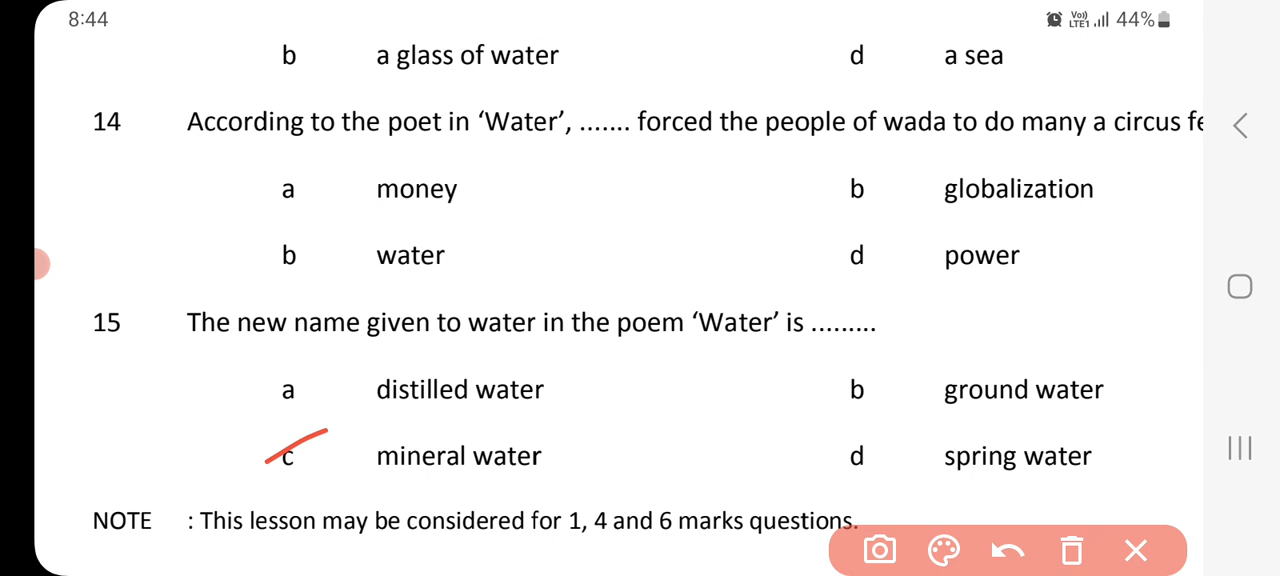 8:44 Vo)) LTE1 44%
b a glass of water d a sea
14 According to the poet in ‘Water’, ....... forced the people of wada to do many a circus fe
a money b globalization
b water d power
15 The new name given to water in the poem ‘Water’ is .........
a distilled water b ground water
c mineral water d spring water
NOTE : This lesson may be considered for 1, 4 and 6 marks questions.